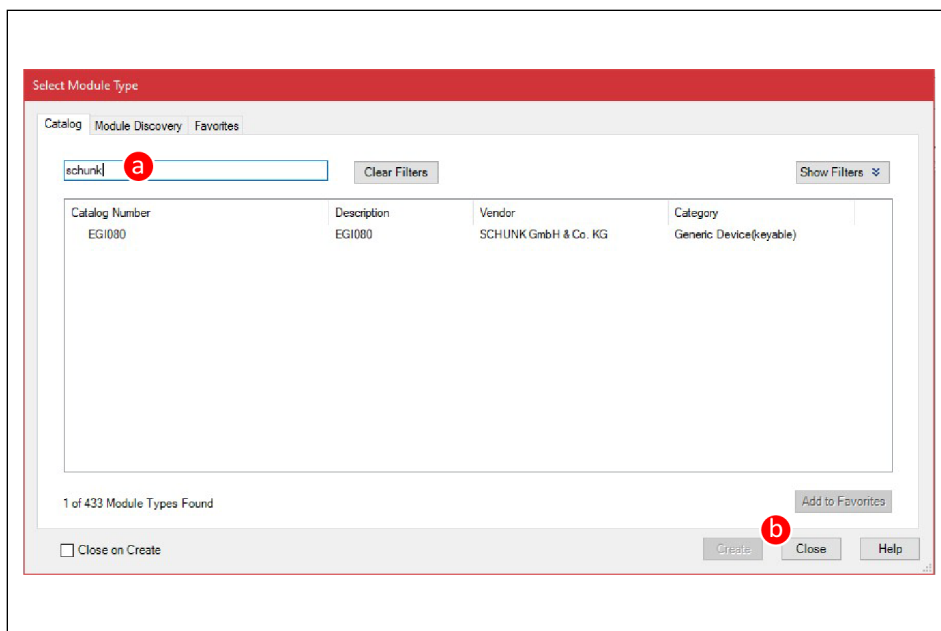 Select Module Type
Catalog Module Discovery Favorites
schunk a Clear Filters Show Filters
Catalog Number Description Vendor Category
EGI080 EGI080 SCHUNK GmbH & Co. KG Generic Device(keyable)
1 of 433 Module Types Found Add to Favorites
b
Close on Create Create Close Help